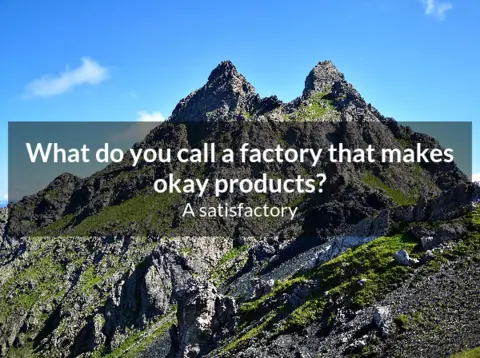 What do you call a factory that makes
okay products?
A satisfactory